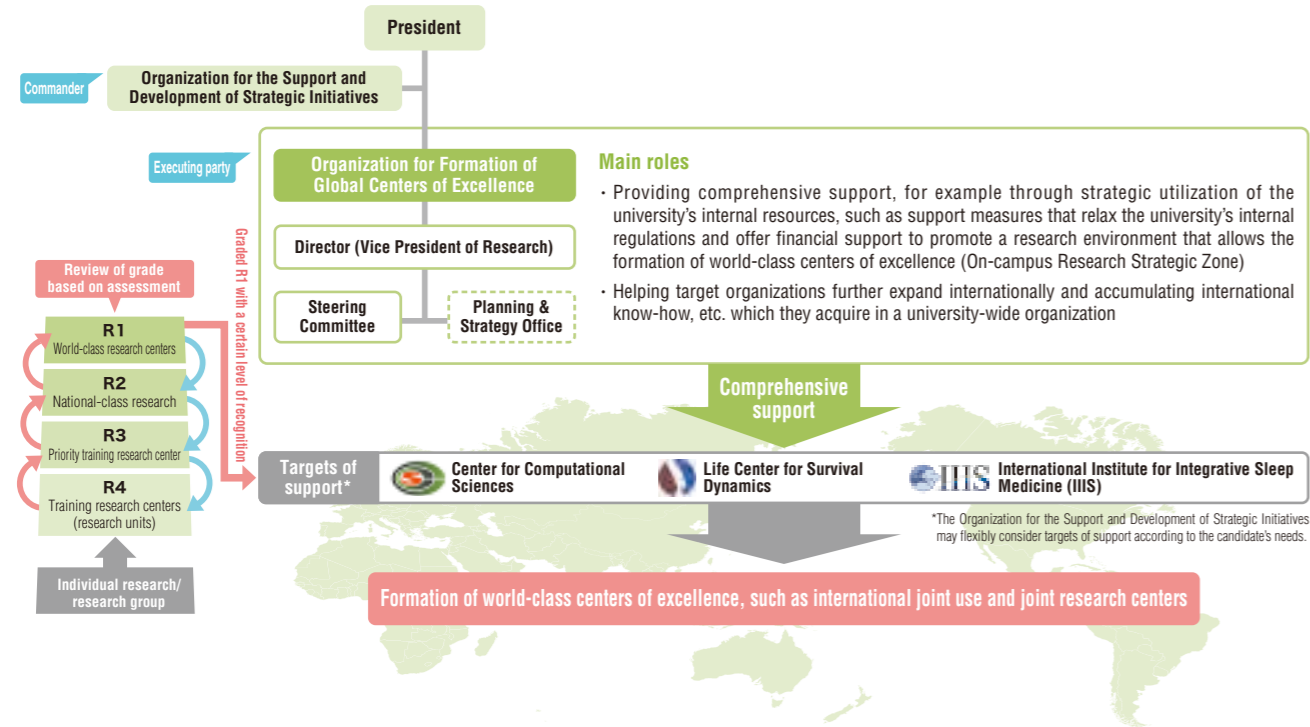 President
Commander
Organization for the Support and
Development of Strategic Initiatives
Executing party
Organization for Formation of
Global Centers of Excellence
Director (Vice President of Research)
Steering
Committee
Planning &
Strategy Office
Main roles
・Providing comprehensive support, for example through strategic utilization of the
university's internal resources, such as support measures that relax the university's internal
regulations and offer financial support to promote a research environment that allows the
formation of world-class centers of excellence (On-campus Research Strategic Zone)
・Helping target organizations further expand internationally and accumulating international
know-how, etc. which they acquire in a university-wide organization
Review of grade
based on assessment
R1
World-class research centers
R2
National-class research
R3
Priority training research center
R4
Training research centers
(research units)
Individual research/
research group
Graded R1 with a certain level of recognition
Comprehensive
support
Targets of
support*
Center for Computational
Sciences
Life Center for Survival
Dynamics
IIIS
International Institute for Integrative Sleep
Medicine (IIIS)
*The Organization for the Support and Development of Strategic Initiatives
may flexibly consider targets of support according to the candidate's needs.
Formation of world-class centers of excellence, such as international joint use and joint research centers